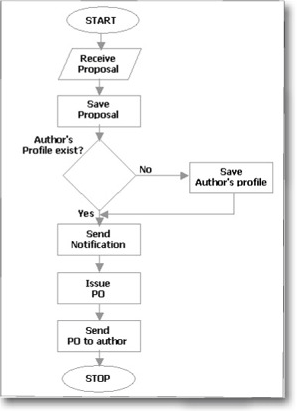 START
Receive
Proposal
Save
Proposal
Author's
Profile exist?
No
Save
Author's profile
Yes
Send
Notification
Issue
PO
Send
PO to author
STOP